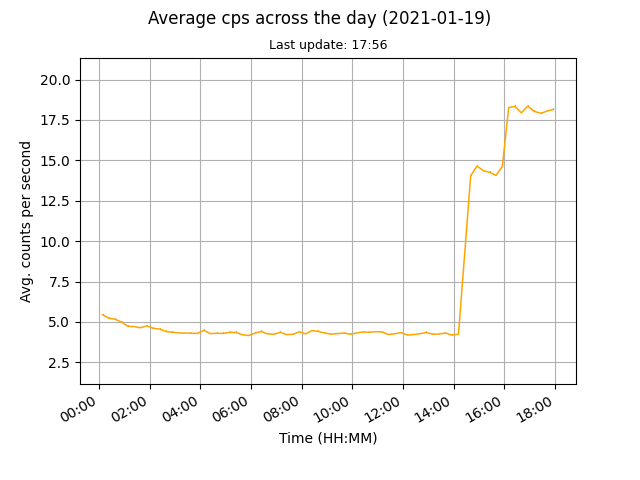 Average cps across the day (2021-01-19)
Last update: 17:56
20.0
17.5
15.0
12.5
10.0
7.5
5.0
2.5
Avg. counts per second
00:00 02:00 04:00 06:00 08:00 10:00 12:00 14:00 16:00 18:00
Time (HH:MM)